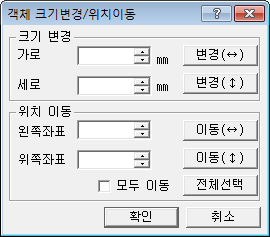 객체 크기변경/위치이동
크기 변경
가로 mm 변경(↔)
세로 mm 변경(↕)
위치 이동
왼쪽좌표 이동(↔)
위쪽좌표 이동(↕)
모두 이동 전체선택
확인 취소